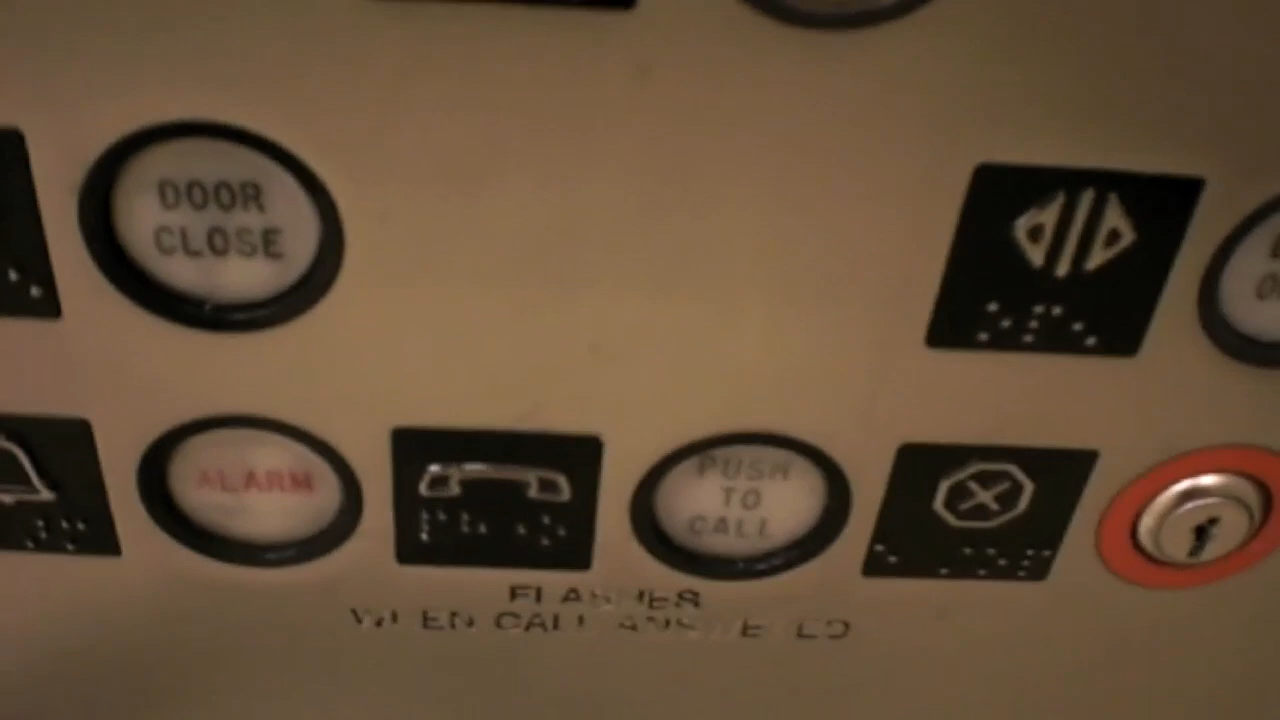 DOOR
CLOSE
ALARM
PUSH
TO
CALL
FLASHES
WHEN CALL ANSWERED